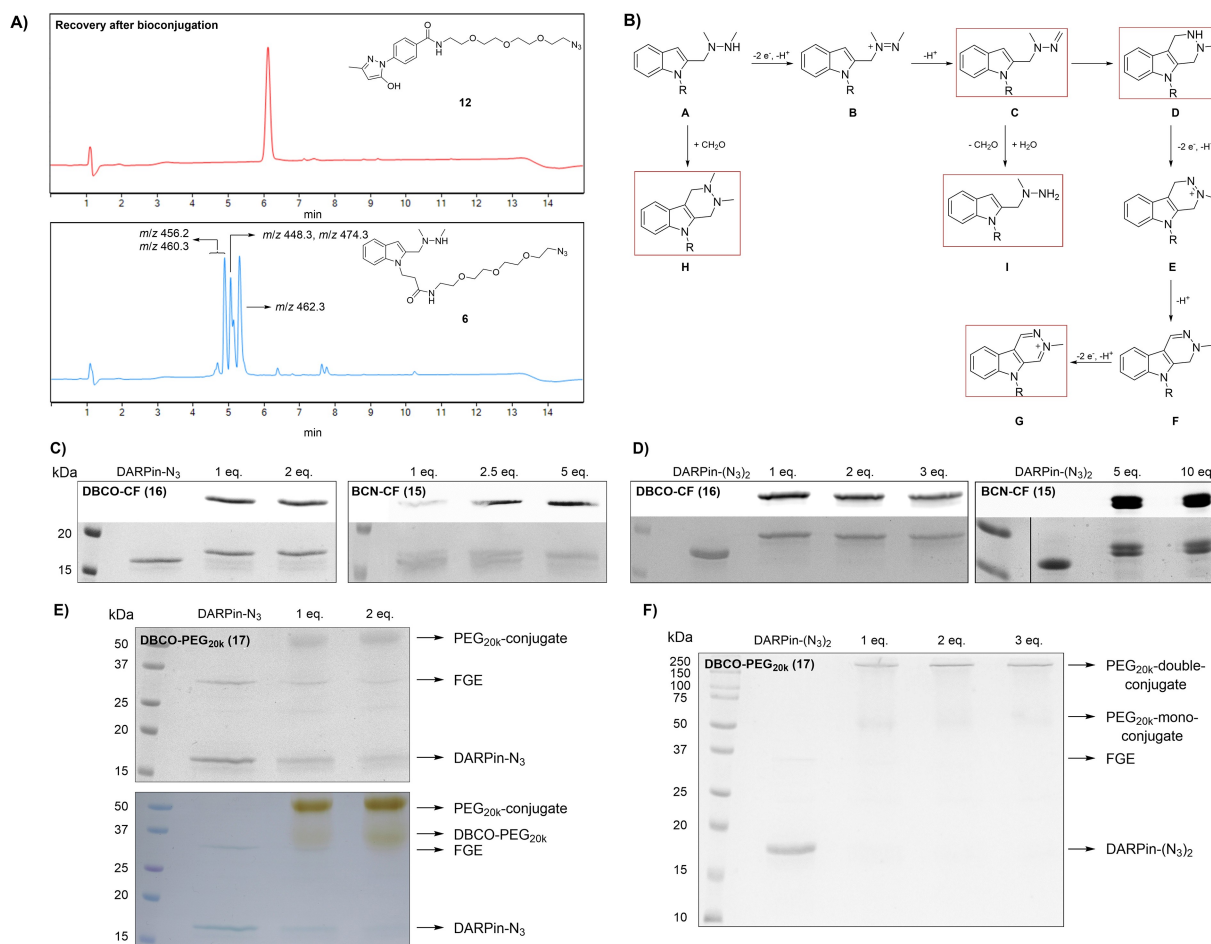 A)
Recovery after bioconjugation
O
N
H
O
O
O
N3
N
N
OH
12
1 2 3 4 5 6 7 8 9 10 11 12 13 14
min
m/z 456.2
m/z 460.3
m/z 448.3, m/z 474.3
m/z 462.3
N
NH
N
O
N
H
O
O
O
N3
6
1 2 3 4 5 6 7 8 9 10 11 12 13 14
min
B)
N NH
N
R
A
-2 e-, -H+
N N
+
N
R
B
-H+
N N
N
R
C
NH
N
N
R
D
+ CH2O
- CH2O + H2O
-2 e-, -H
N
N
N
R
H
N NH2
N
R
I
N
+
N
N
R
E
-H+
N
+
N
N
R
G
-2 e-, -H+
N
N
N
R
F
C)
kDa DARPin-N3 1 eq. 2 eq. 1 eq. 2.5 eq. 5 eq.
DBCO-CF (16) BCN-CF (15)
20
15
D)
DARPin-(N3)2 1 eq. 2 eq. 3 eq. DARPin-(N3)2 5 eq. 10 eq
DBCO-CF (16) BCN-CF (15)
E)
kDa DARPin-N3 1 eq. 2 eq.
DBCO-PEG20k (17)
50 PEG20k-conjugate
37
FGE
25
20
DARPin-N3
15
50 PEG20k-conjugate
37 DBCO-PEG20k
FGE
25
20
DARPin-N3
15
F)
kDa DARPin-(N3)2 1 eq. 2 eq. 3 eq.
DBCO-PEG20k (17)
250
150
100
75
50
37
25
20
15
10
PEG20k-double-
conjugate
PEG20k-mono-
conjugate
FGE
DARPin-(N3)2